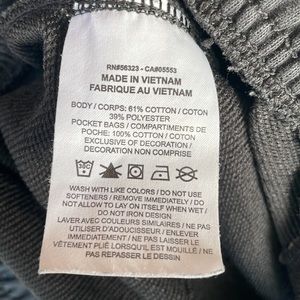 RN#56323 - CA#05553
MADE IN VIETNAM
FABRIQUE AU VIETNAM
BODY / CORPS: 61% COTTON / COTON
39% POLYESTER
POCKET BAGS / COMPARTIMENTS DE
POCHE: 100% COTTON / COTON
EXCLUSIVE OF DECORATION /
DECORATION NON COMPRISE
WASH WITH LIKE COLORS / DO NOT USE
SOFTENERS / REMOVE IMMEDIATELY / DO
NOT ALLOW TO LAY ON ITSELF WHEN WET /
DO NOT IRON DESIGN
LAVER AVEC COULEURS SIMILAIRES / NE PAS
UTILISER D'ADOUCISSEUR / ENLEVER
IMMÉDIATEMENT / NE PAS LAISSER LE
VÊTEMENT PLIÉ LORSQU'IL EST MOUILLÉ / NE
PAS REPASSER LE DESSIN